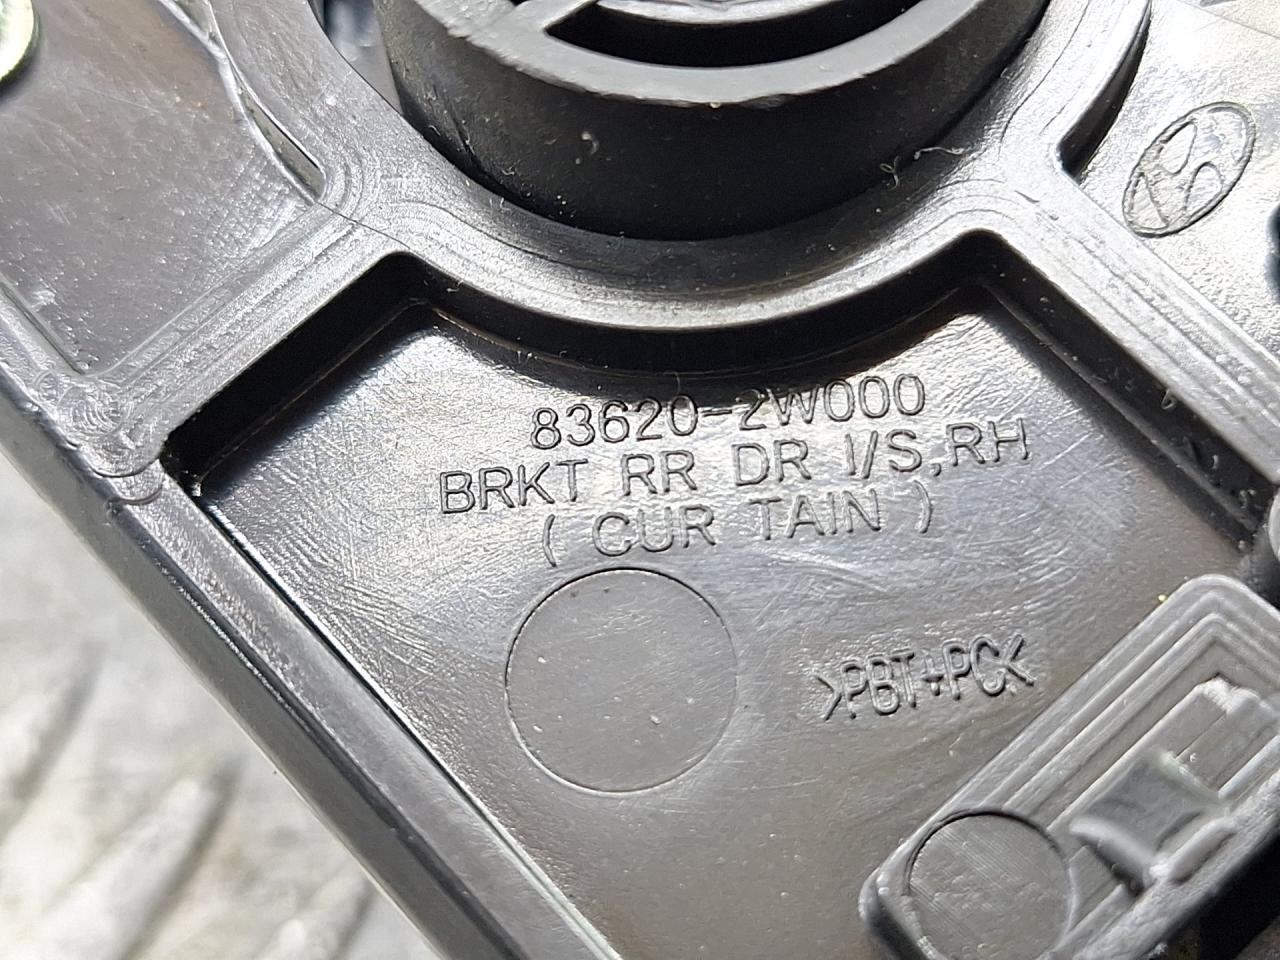 83620-2W000
BRKT RR DR I/S,RH
( CUR TAIN )
>PBT+PC<